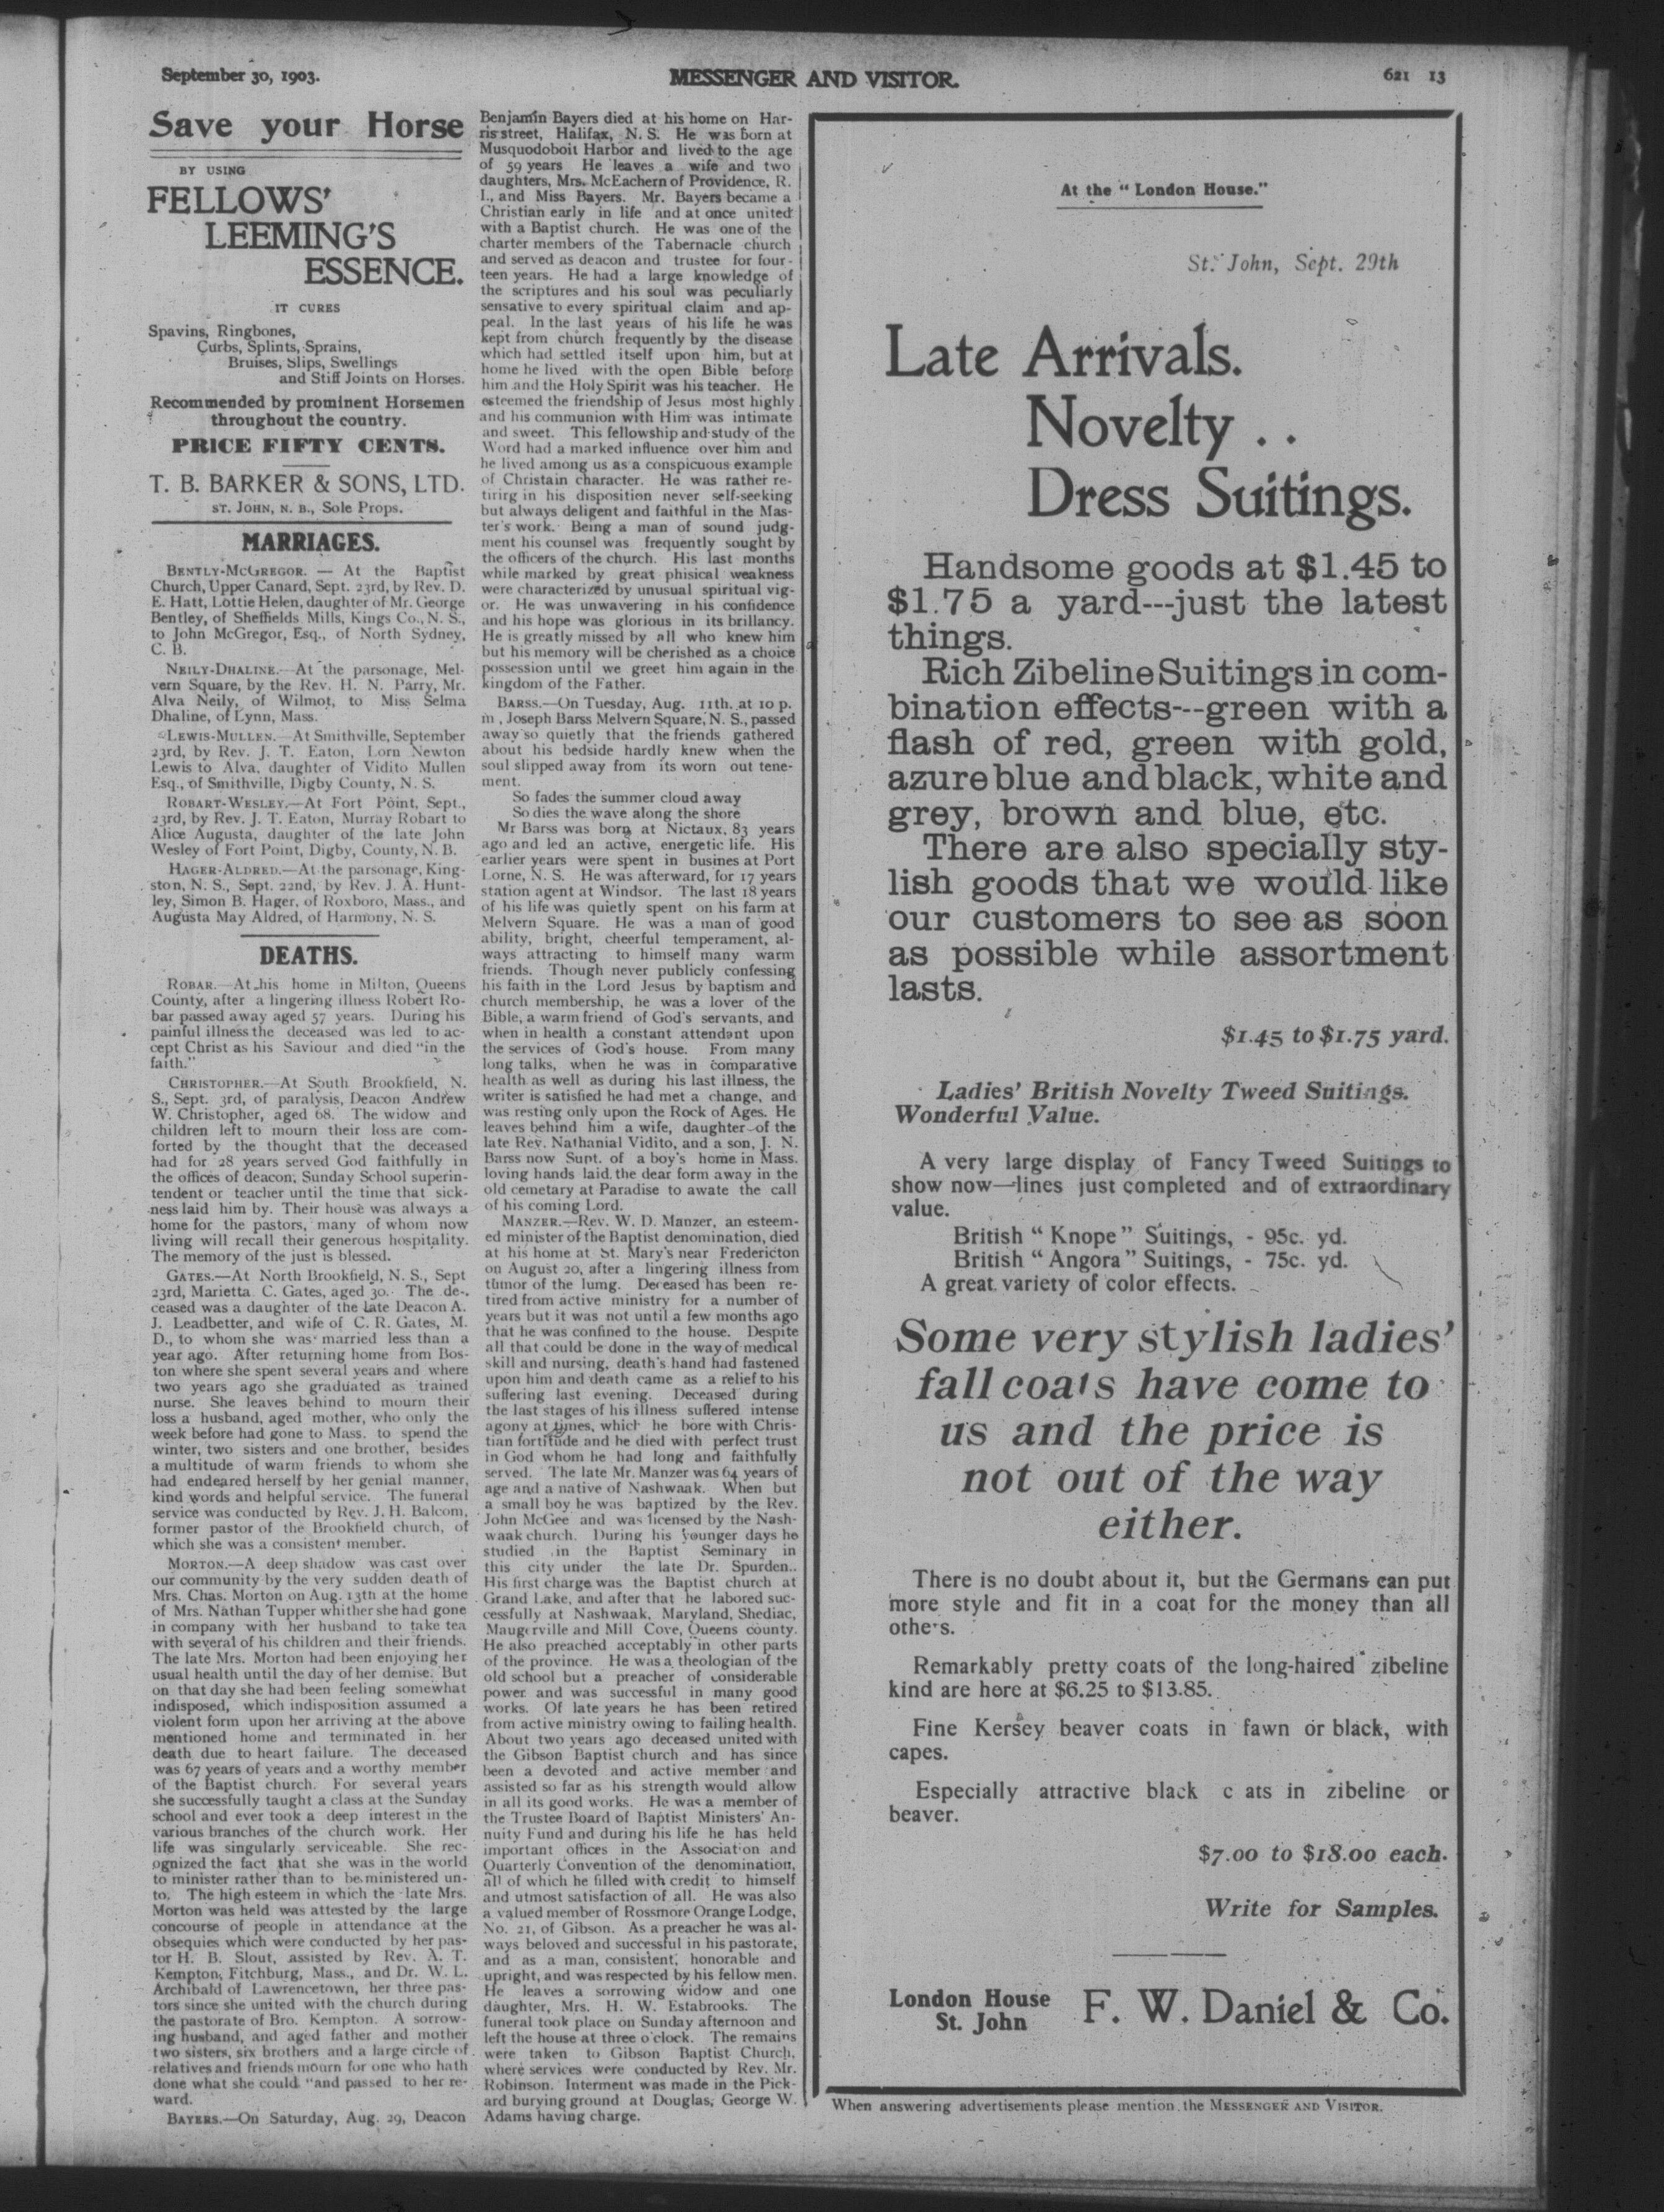 September 30, 1903.
MESSENGER AND VISITOR.
621 13
Save your Horse
BY USING
FELLOWS'
LEEMING'S
ESSENCE.
IT CURES
Spavins, Ringbones,
Curbs, Splints, Sprains,
Bruises, Slips, Swellings
and Stiff Joints on Horses.
Recommended by prominent Horsemen
throughout the country.
PRICE FIFTY CENTS.
T. B. BARKER & SONS, LTD.
ST. JOHN, N. B., Sole Props.
MARRIAGES.
BENTLY-MCGREGOR. — At the Baptist
Church, Upper Canard, Sept. 23rd, by Rev. D.
E. Hatt, Lottie Helen, daughter of Mr. George
Bentley, of Sheffields Mills, Kings Co., N. S.,
to John McGregor, Esq., of North Sydney,
C. B.
NEILY-DHALINE.—At the parsonage, Mel-
vern Square, by the Rev. H. N. Parry, Mr.
Alva Neily, of Wilmot, to Miss Selma
Dhaline, of Lynn, Mass.
LEWIS-MULLEN.—At Smithville, September
23rd, by Rev. J. T. Eaton, Lorn Newton
Lewis to Alva, daughter of Vidito Mullen
Esq., of Smithville, Digby County, N. S.
ROBART-WESLEY.—At Fort Point, Sept.,
23rd, by Rev. J. T. Eaton, Murray Robart to
Alice Augusta, daughter of the late John
Wesley of Fort Point, Digby, County, N. B.
HAGER-ALDRED.—At the parsonage, King-
ston, N. S., Sept. 22nd, by Rev. J. A. Hunt-
ley, Simon B. Hager, of Roxboro, Mass., and
Augusta May Aldred, of Harmony, N. S.
DEATHS.
ROBAR.—At his home in Milton, Queens
County, after a lingering illness Robert Ro-
bar passed away aged 57 years. During his
painful illness the deceased was led to ac-
cept Christ as his Saviour and died "in the
faith."
CHRISTOPHER.—At South Brookfield, N.
S., Sept. 3rd, of paralysis, Deacon Andrew
W. Christopher, aged 68. The widow and
children left to mourn their loss are com-
forted by the thought that the deceased
had for 28 years served God faithfully in
the offices of deacon, Sunday School superin-
tendent or teacher until the time that sick-
ness laid him by. Their house was always a
home for the pastors, many of whom now
living will recall their generous hospitality.
The memory of the just is blessed.
GATES.—At North Brookfield, N. S., Sept
23rd, Marietta C. Gates, aged 30. The de-
ceased was a daughter of the late Deacon A.
J. Leadbetter, and wife of C. R. Gates, M.
D., to whom she was married less than a
year ago. After returning home from Bos-
ton where she spent several years and where
two years ago she graduated as trained
nurse. She leaves behind to mourn their
loss a husband, aged mother, who only the
week before had gone to Mass. to spend the
winter, two sisters and one brother, besides
a multitude of warm friends to whom she
had endeared herself by her genial manner,
kind words and helpful service. The funeral
service was conducted by Rev. J. H. Balcom,
former pastor of the Brookfield church, of
which she was a consistent member.
MORTON.—A deep shadow was cast over
our community by the very sudden death of
Mrs. Chas. Morton on Aug. 13th at the home
of Mrs. Nathan Tupper whither she had gone
in company with her husband to take tea
with several of his children and their friends.
The late Mrs. Morton had been enjoying her
usual health until the day of her demise. But
on that day she had been feeling somewhat
indisposed, which indisposition assumed a
violent form upon her arriving at the above
mentioned home and terminated in her
death due to heart failure. The deceased
was 67 years of years and a worthy member
of the Baptist church. For several years
she successfully taught a class at the Sunday
school and ever took a deep interest in the
various branches of the church work. Her
life was singularly serviceable. She rec-
ognized the fact that she was in the world
to minister rather than to be ministered un-
to. The high esteem in which the late Mrs.
Morton was held was attested by the large
concourse of people in attendance at the
obsequies which were conducted by her pas-
tor H. B. Slout, assisted by Rev. A. T.
Kempton, Fitchburg, Mass., and Dr. W. L.
Archibald of Lawrencetown, her three pas-
tors since she united with the church during
the pastorate of Bro. Kempton. A sorrow-
ing husband, and aged father and mother
two sisters, six brothers and a large circle of
relatives and friends mourn for one who hath
done what she could "and passed to her re-
ward.
BAYERS.—On Saturday, Aug. 29, Deacon
Benjamin Bayers died at his home on Har-
ris street, Halifax, N. S. He was born at
Musquodoboit Harbor and lived to the age
of 59 years He leaves a wife and two
daughters, Mrs. McEachern of Providence, R.
I., and Miss Bayers. Mr. Bayers became a
Christian early in life and at once united
with a Baptist church. He was one of the
charter members of the Tabernacle church
and served as deacon and trustee for four-
teen years. He had a large knowledge of
the scriptures and his soul was peculiarly
sensative to every spiritual claim and ap-
peal. In the last years of his life he was
kept from church frequently by the disease
which had settled itself upon him, but at
home he lived with the open Bible before
him and the Holy Spirit was his teacher. He
esteemed the friendship of Jesus most highly
and his communion with Him was intimate
and sweet. This fellowship and study of the
Word had a marked influence over him and
he lived among us as a conspicuous example
of Christain character. He was rather re-
tiring in his disposition never self-seeking
but always deligent and faithful in the Mas-
ter's work. Being a man of sound judg-
ment his counsel was frequently sought by
the officers of the church. His last months
while marked by great phisical weakness
were characterized by unusual spiritual vig-
or. He was unwavering in his confidence
and his hope was glorious in its brillancy.
He is greatly missed by all who knew him
but his memory will be cherished as a choice
possession until we greet him again in the
kingdom of the Father.
BARSS.—On Tuesday, Aug. 11th. at 10 p.
m , Joseph Barss Melvern Square, N. S., passed
away so quietly that the friends gathered
about his bedside hardly knew when the
soul slipped away from its worn out tene-
ment.
So fades the summer cloud away
So dies the wave along the shore
Mr Barss was born at Nictaux, 83 years
ago and led an active, energetic life. His
earlier years were spent in busines at Port
Lorne, N. S. He was afterward, for 17 years
station agent at Windsor. The last 18 years
of his life was quietly spent on his farm at
Melvern Square. He was a man of good
ability, bright, cheerful temperament, al-
ways attracting to himself many warm
friends. Though never publicly confessing
his faith in the Lord Jesus by baptism and
church membership, he was a lover of the
Bible, a warm friend of God's servants, and
when in health a constant attendant upon
the services of God's house. From many
long talks, when he was in comparative
health as well as during his last illness, the
writer is satisfied he had met a change, and
was resting only upon the Rock of Ages. He
leaves behind him a wife, daughter of the
late Rev. Nathanial Vidito, and a son, J. N.
Barss now Supt. of a boy's home in Mass.
loving hands laid the dear form away in the
old cemetary at Paradise to awate the call
of his coming Lord.
MANZER.—Rev. W. D. Manzer, an esteem-
ed minister of the Baptist denomination, died
at his home at St. Mary's near Fredericton
on August 20, after a lingering illness from
tumor of the lumg. Deceased has been re-
tired from active ministry for a number of
years but it was not until a few months ago
that he was confined to the house. Despite
all that could be done in the way of medical
skill and nursing, death's hand had fastened
upon him and death came as a relief to his
suffering last evening. Deceased during
the last stages of his illness suffered intense
agony at times, which he bore with Chris-
tian fortitude and he died with perfect trust
in God whom he had long and faithfully
served. The late Mr. Manzer was 64 years of
age and a native of Nashwaak. When but
a small boy he was baptized by the Rev.
John McGee and was licensed by the Nash-
waak church. During his younger days he
studied in the Baptist Seminary in
this city under the late Dr. Spurden..
His first charge was the Baptist church at
Grand Lake, and after that he labored suc-
cessfully at Nashwaak, Maryland, Shediac,
Maugerville and Mill Cove, Queens county.
He also preached acceptably in other parts
of the province. He was a theologian of the
old school but a preacher of considerable
power and was successful in many good
works. Of late years he has been retired
from active ministry owing to failing health.
About two years ago deceased united with
the Gibson Baptist church and has since
been a devoted and active member and
assisted so far as his strength would allow
in all its good works. He was a member of
the Trustee Board of Baptist Ministers' An-
nuity Fund and during his life he has held
important offices in the Association and
Quarterly Convention of the denomination,
all of which he filled with credit to himself
and utmost satisfaction of all. He was also
a valued member of Rossmore Orange Lodge,
No. 21, of Gibson. As a preacher he was al-
ways beloved and successful in his pastorate,
and as a man, consistent, honorable and
upright, and was respected by his fellow men.
He leaves a sorrowing widow and one
daughter, Mrs. H. W. Estabrooks. The
funeral took place on Sunday afternoon and
left the house at three o'clock. The remains
were taken to Gibson Baptist Church,
where services were conducted by Rev. Mr.
Robinson. Interment was made in the Pick-
ard burying ground at Douglas, George W.
Adams having charge.
At the "London House."
St. John, Sept. 29th
Late Arrivals.
Novelty . .
Dress Suitings.
Handsome goods at $1.45 to
$1.75 a yard---just the latest
things.
Rich Zibeline Suitings in com-
bination effects---green with a
flash of red, green with gold,
azure blue and black, white and
grey, brown and blue, etc.
There are also specially sty-
lish goods that we would like
our customers to see as soon
as possible while assortment
lasts.
$1.45 to $1.75 yard.
Ladies' British Novelty Tweed Suitings.
Wonderful Value.
A very large display of Fancy Tweed Suitings to
show now—lines just completed and of extraordinary
value.
British "Knope" Suitings, - 95c. yd.
British "Angora" Suitings, - 75c. yd.
A great variety of color effects.
Some very stylish ladies'
fall coats have come to
us and the price is
not out of the way
either.
There is no doubt about it, but the Germans can put
more style and fit in a coat for the money than all
others.
Remarkably pretty coats of the long-haired zibeline
kind are here at $6.25 to $13.85.
Fine Kersey beaver coats in fawn or black, with
capes.
Especially attractive black c ats in zibeline or
beaver.
$7.00 to $18.00 each.
Write for Samples.
London House
St. John
F. W. Daniel & Co.
When answering advertisements please mention the MESSENGER AND VISITOR.